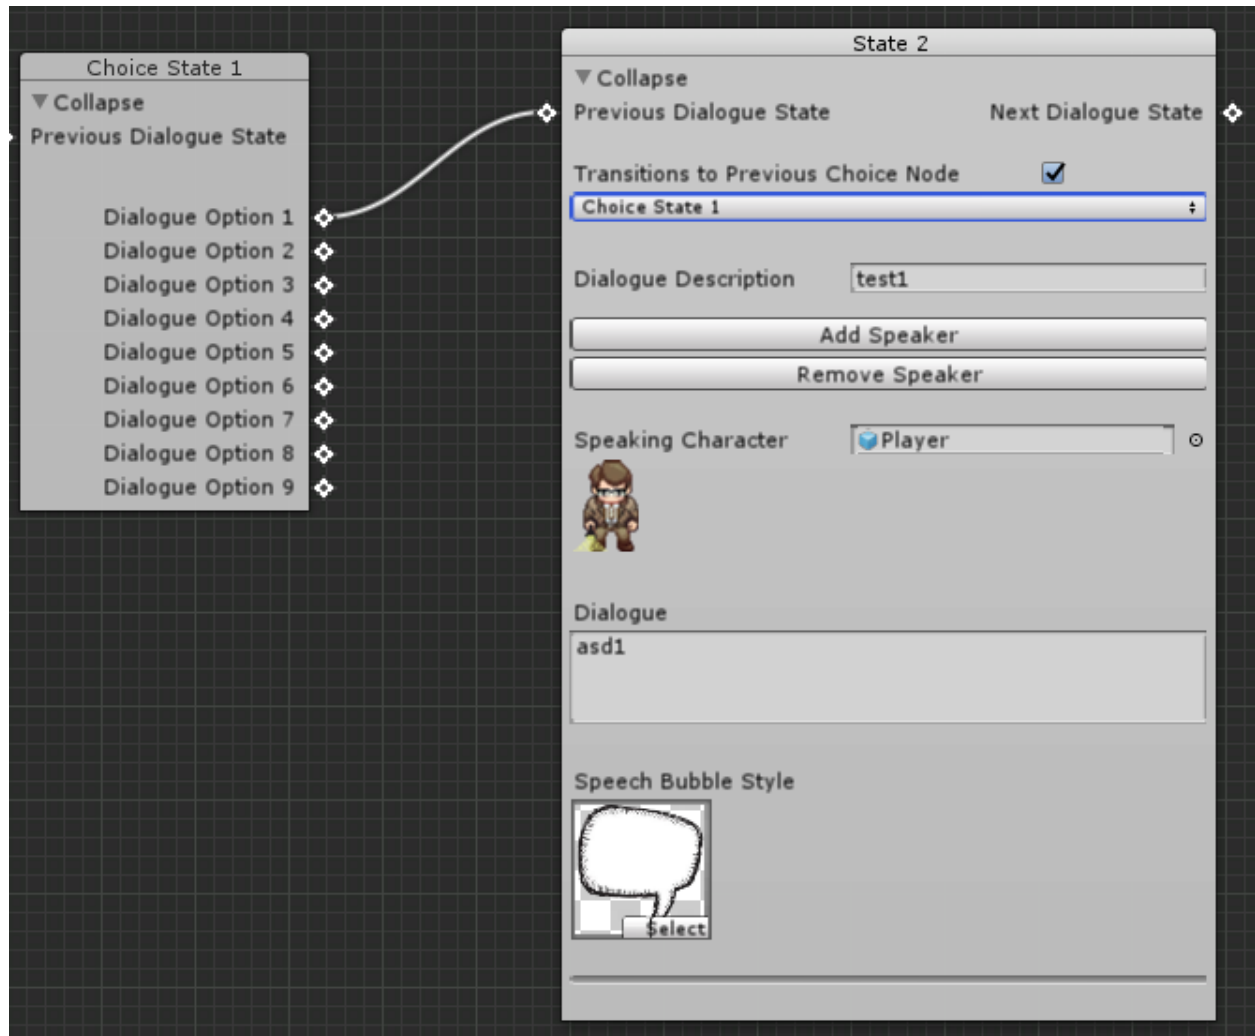 Choice State 1
Collapse
Previous Dialogue State
Dialogue Option 1
Dialogue Option 2
Dialogue Option 3
Dialogue Option 4
Dialogue Option 5
Dialogue Option 6
Dialogue Option 7
Dialogue Option 8
Dialogue Option 9
State 2
Collapse
Previous Dialogue State Next Dialogue State
Transitions to Previous Choice Node
Choice State 1
Dialogue Description test1
Add Speaker
Remove Speaker
Speaking Character Player
Dialogue
asd1
Speech Bubble Style
Select